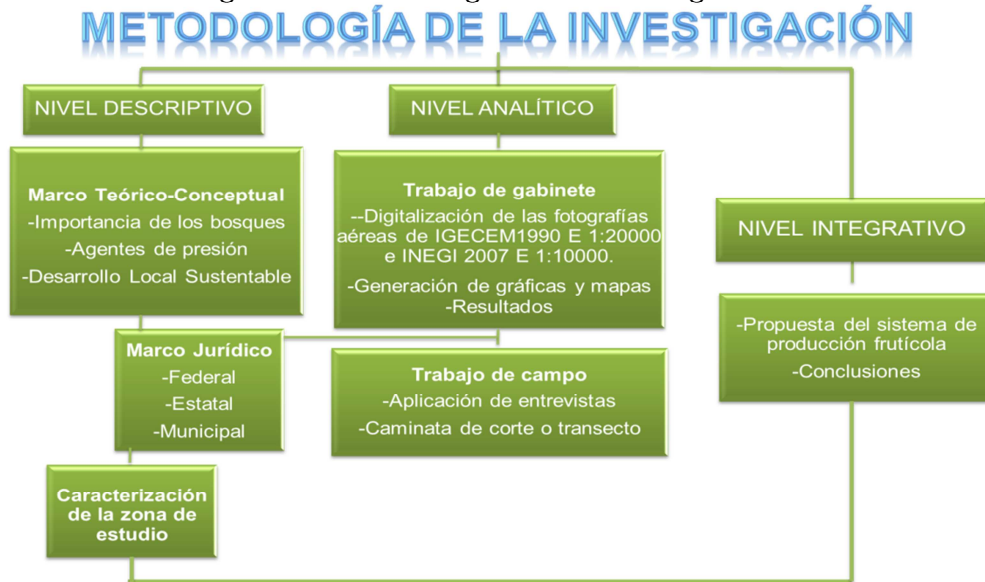 METODOLOGÍA DE LA INVESTIGACIÓN
NIVEL DESCRIPTIVO
Marco Teórico-Conceptual
-Importancia de los bosques
-Agentes de presión
-Desarrollo Local Sustentable
Marco Jurídico
-Federal
-Estatal
-Municipal
Caracterización
de la zona de
estudio
NIVEL ANALÍTICO
Trabajo de gabinete
--Digitalización de las fotografías
aéreas de IGECEM1990 E 1:20000
e INEGI 2007 E 1:10000.
-Generación de gráficas y mapas
-Resultados
Trabajo de campo
-Aplicación de entrevistas
-Caminata de corte o transecto
NIVEL INTEGRATIVO
-Propuesta del sistema de
producción frutícola
-Conclusiones